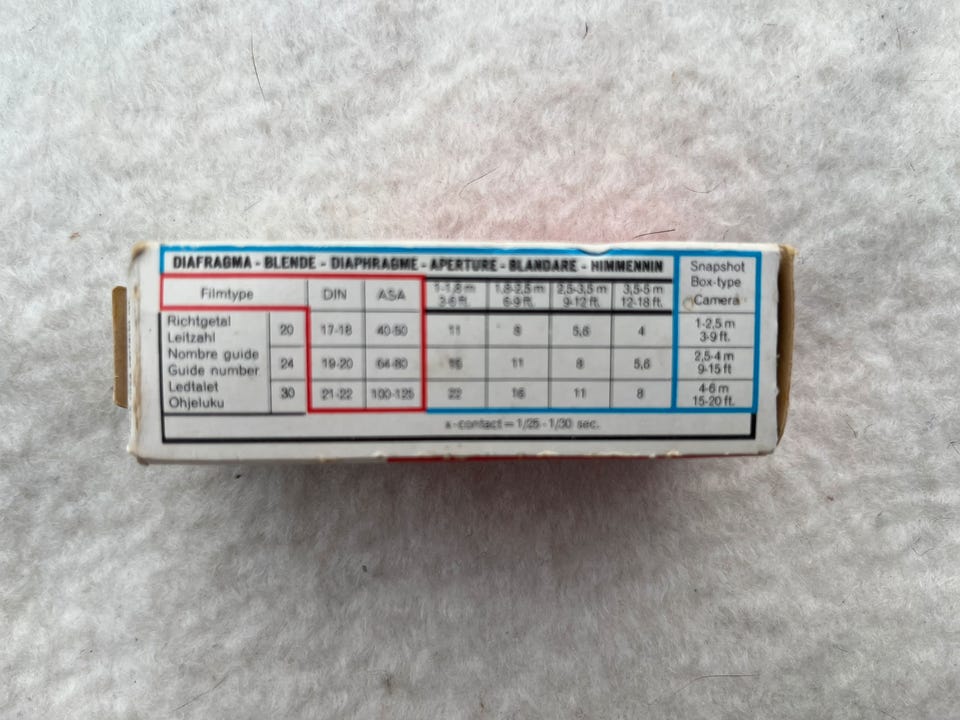 DIAFRAGMA - BLENDE - DIAPHRAGME - APERTURE - BLANDARE - HIMMENNIN
Snapshot
Box-type
Camera
Filmtype DIN ASA 1-1,8 m 1,8-2,5 m 2,5-3,5 m 3,5-5 m
3-6 ft. 6-9 ft. 9-12 ft. 12-18 ft.
Richtgetal
Leitzahl
20 17-18 40-50 11 8 5,6 4
1-2,5 m
3-9 ft.
Nombre guide
Guide number
24 19-20 64-80 16 11 8 5,6
2,5-4 m
9-15 ft
Ledtalet
Ohjeluku
30 21-22 100-125 22 16 11 8
4-6 m
15-20 ft.
x-contact = 1/25 - 1/30 sec.